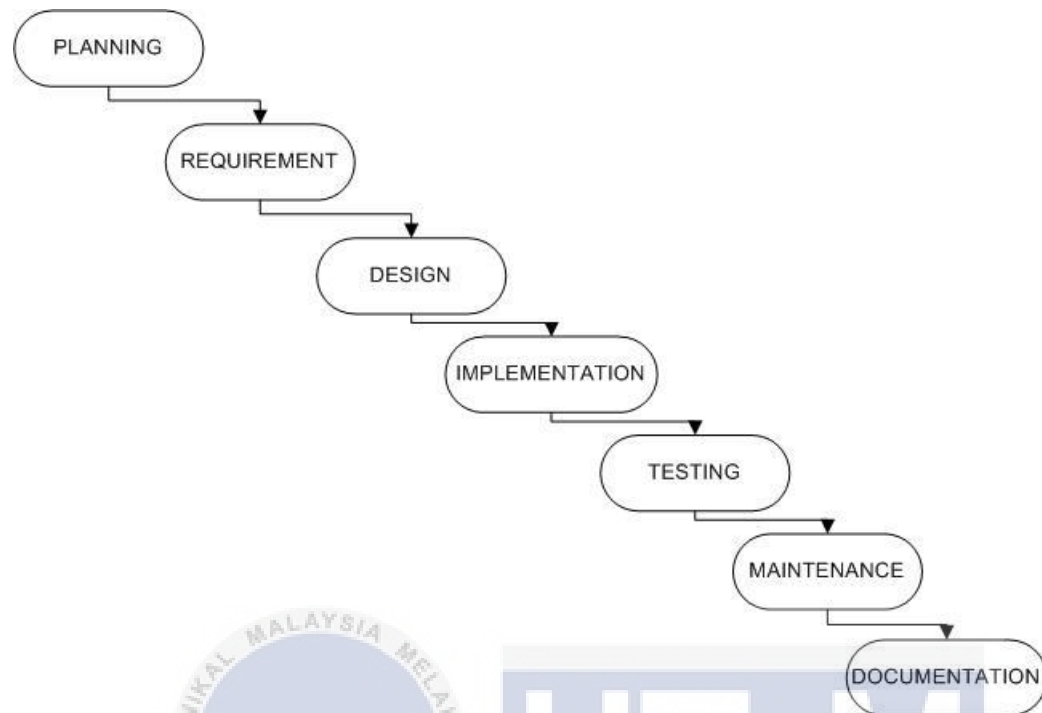 PLANNING
REQUIREMENT
DESIGN
IMPLEMENTATION
TESTING
MAINTENANCE
MALAYSIA
DOCUMENTATION